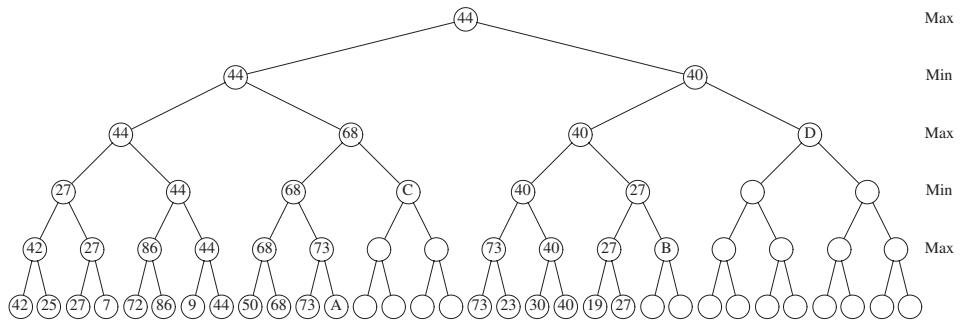 44 Max
44 40 Min
44 68 40 D Max
27 44 68 C 40 27 Min
42 27 86 44 68 73 73 40 27 B Max
42 25 27 7 72 86 9 44 50 68 73 A 73 23 30 40 19 27